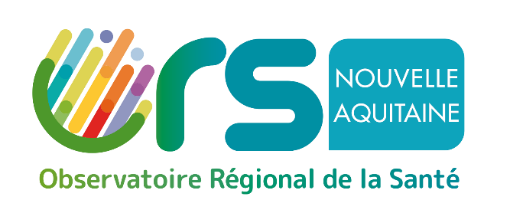 ORS
NOUVELLE
AQUITAINE
Observatoire Régional de la Santé